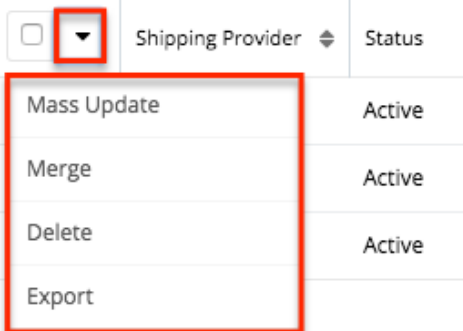 Shipping Provider Status
Mass Update Active
Merge Active
Delete Active
Export